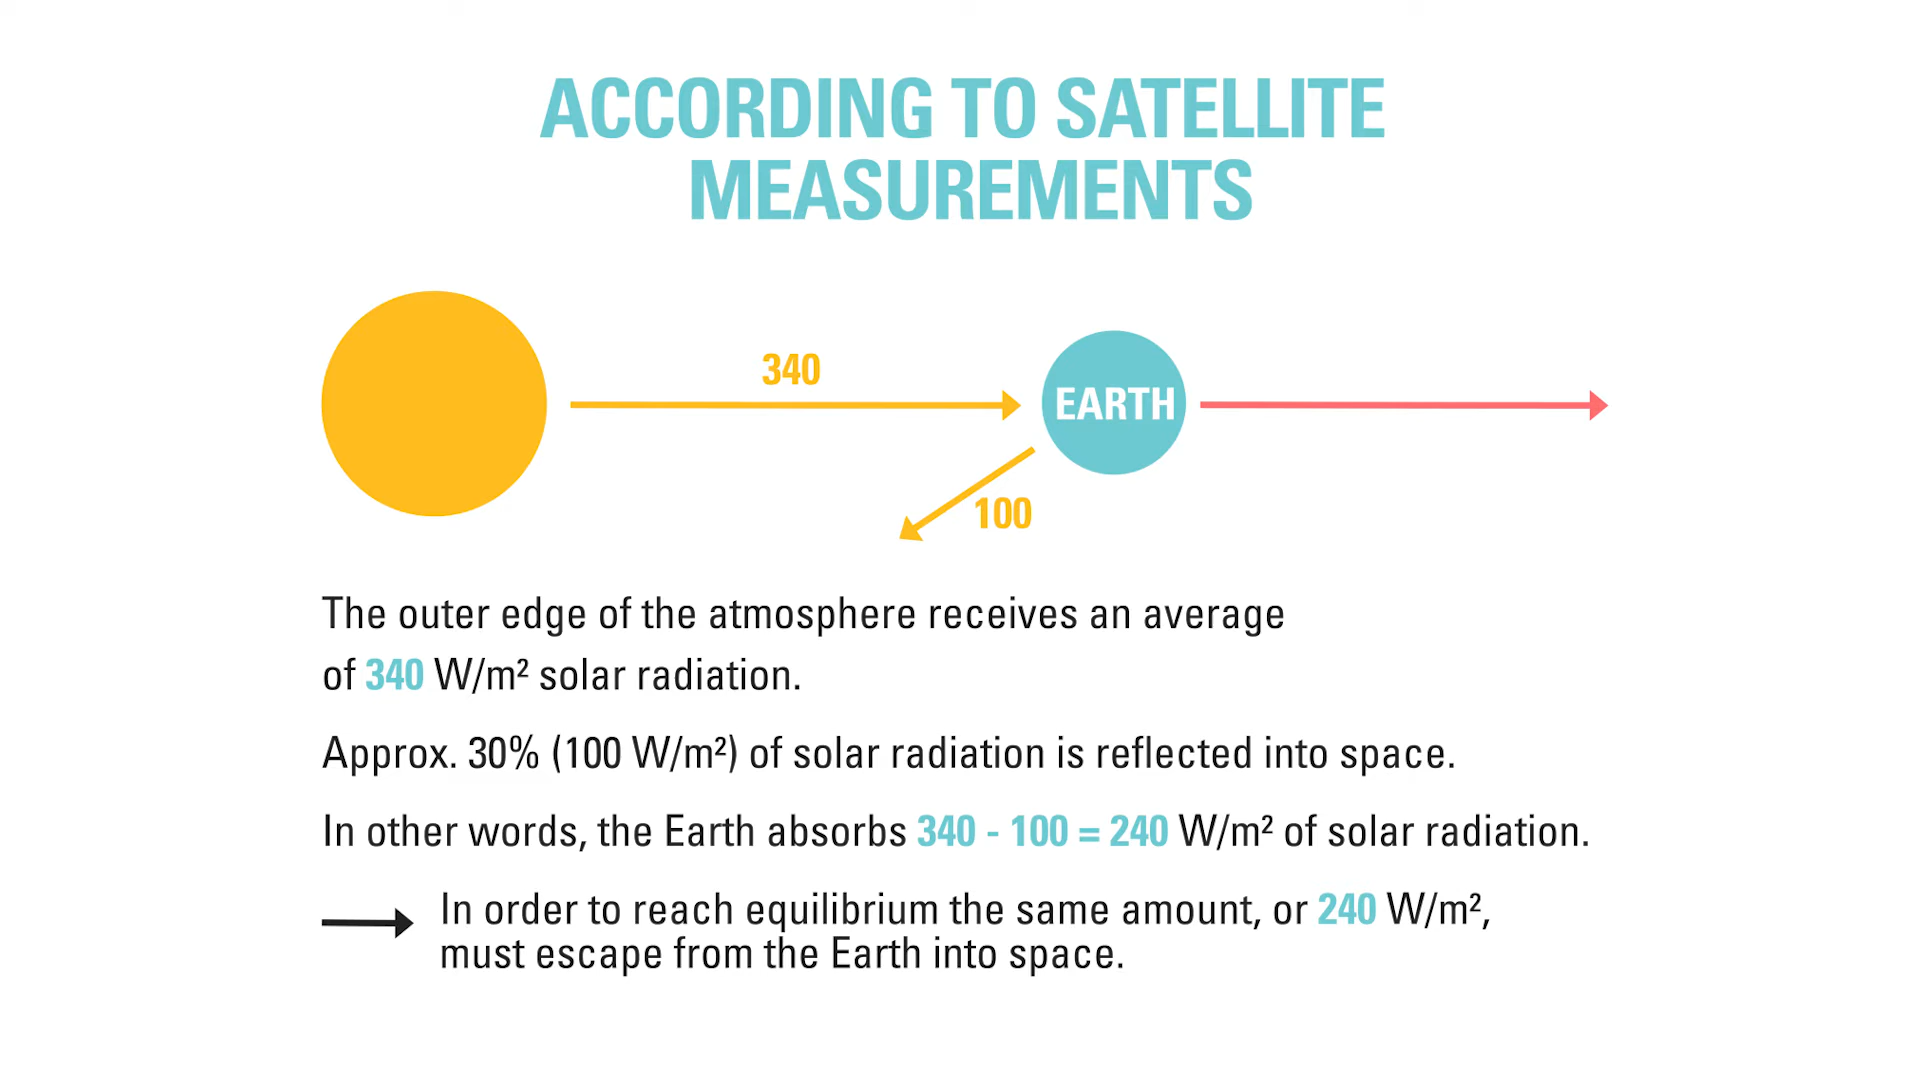 ACCORDING TO SATELLITE
MEASUREMENTS
340
EARTH
100
The outer edge of the atmosphere receives an average
of 340 W/m² solar radiation.
Approx. 30% (100 W/m²) of solar radiation is reflected into space.
In other words, the Earth absorbs 340 - 100 = 240 W/m² of solar radiation.
In order to reach equilibrium the same amount, or 240 W/m²,
must escape from the Earth into space.